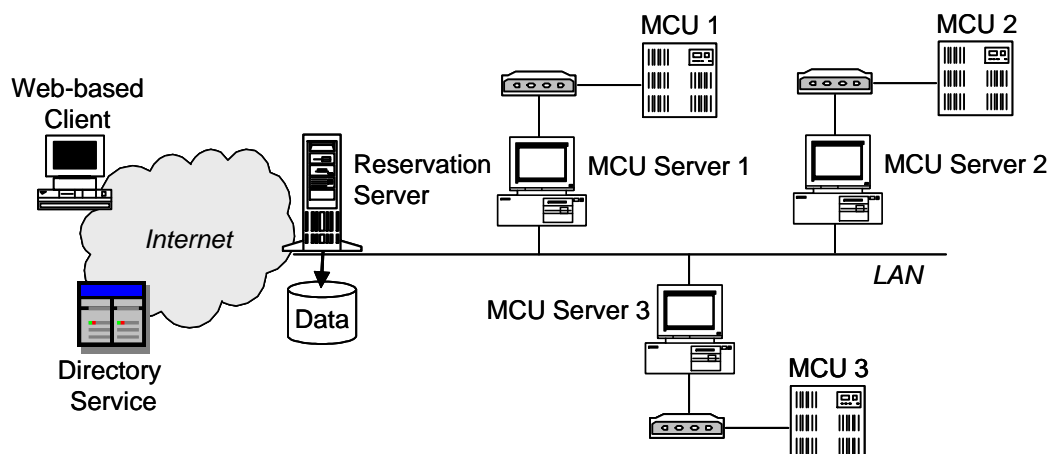 MCU 1
MCU 2
Web-based
Client
Reservation
Server
MCU Server 1
MCU Server 2
Internet
LAN
MCU Server 3
Data
Directory
Service
MCU 3